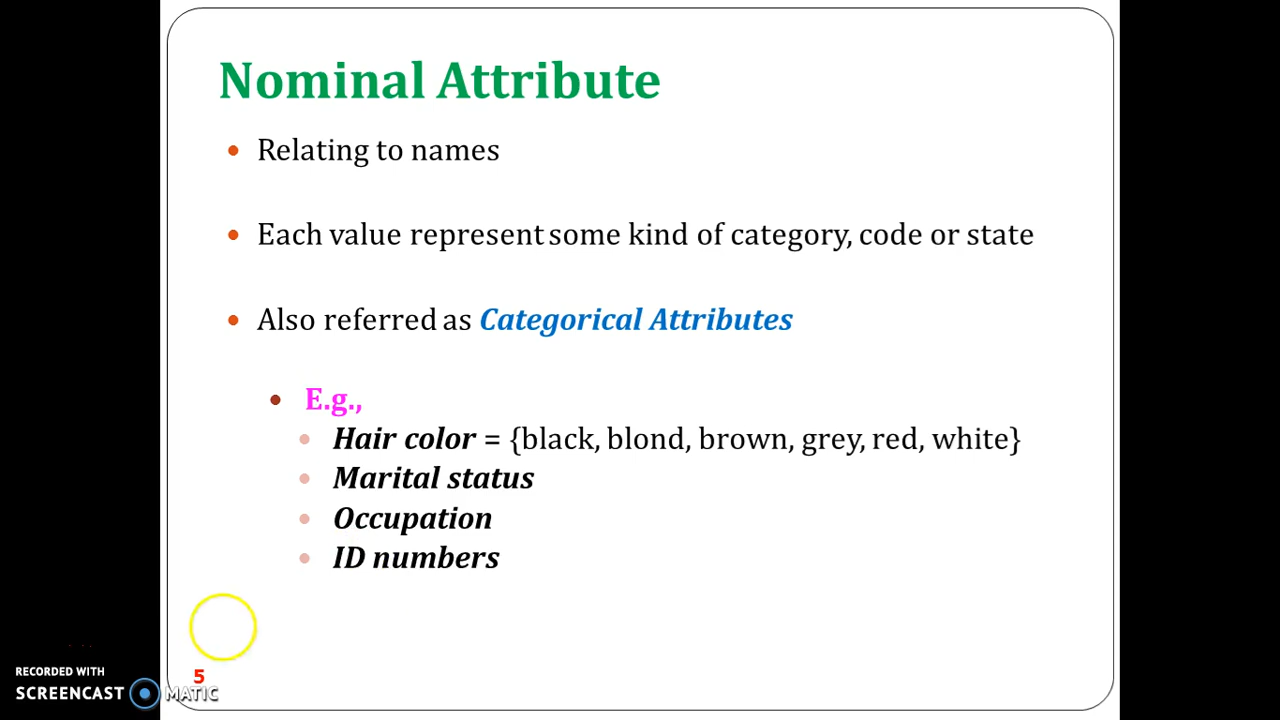 Nominal Attribute
Relating to names
Each value represent some kind of category, code or state
Also referred as Categorical Attributes
E.g.,
Hair color = {black, blond, brown, grey, red, white}
Marital status
Occupation
ID numbers
5
RECORDED WITH
SCREENCAST MATIC